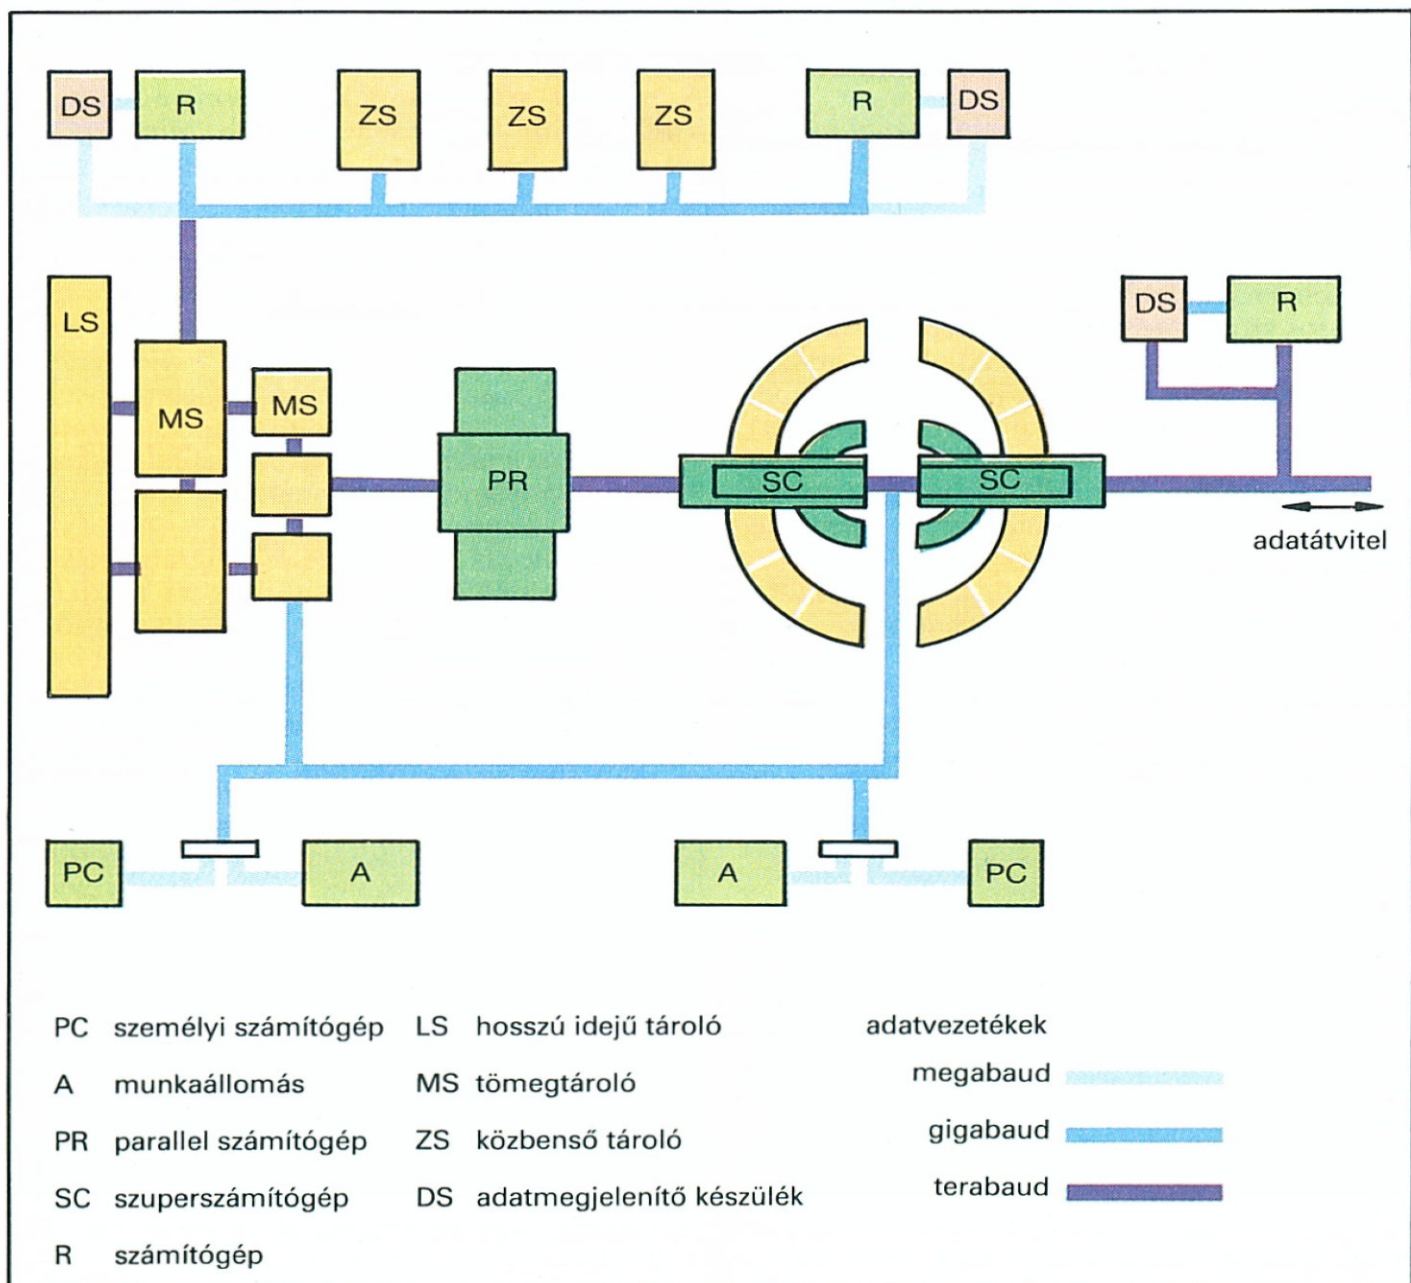 DS R ZS ZS ZS R DS
DS R
LS
MS MS
PR SC SC
adatátvitel
PC A A PC
PC személyi számítógép
A munkaállomás
PR parallel számítógép
SC szuperszámítógép
R számítógép
LS hosszú idejű tároló
MS tömegtároló
ZS közbenső tároló
DS adatmegjelenítő készülék
adatvezetékek
megabaud
gigabaud
terabaud